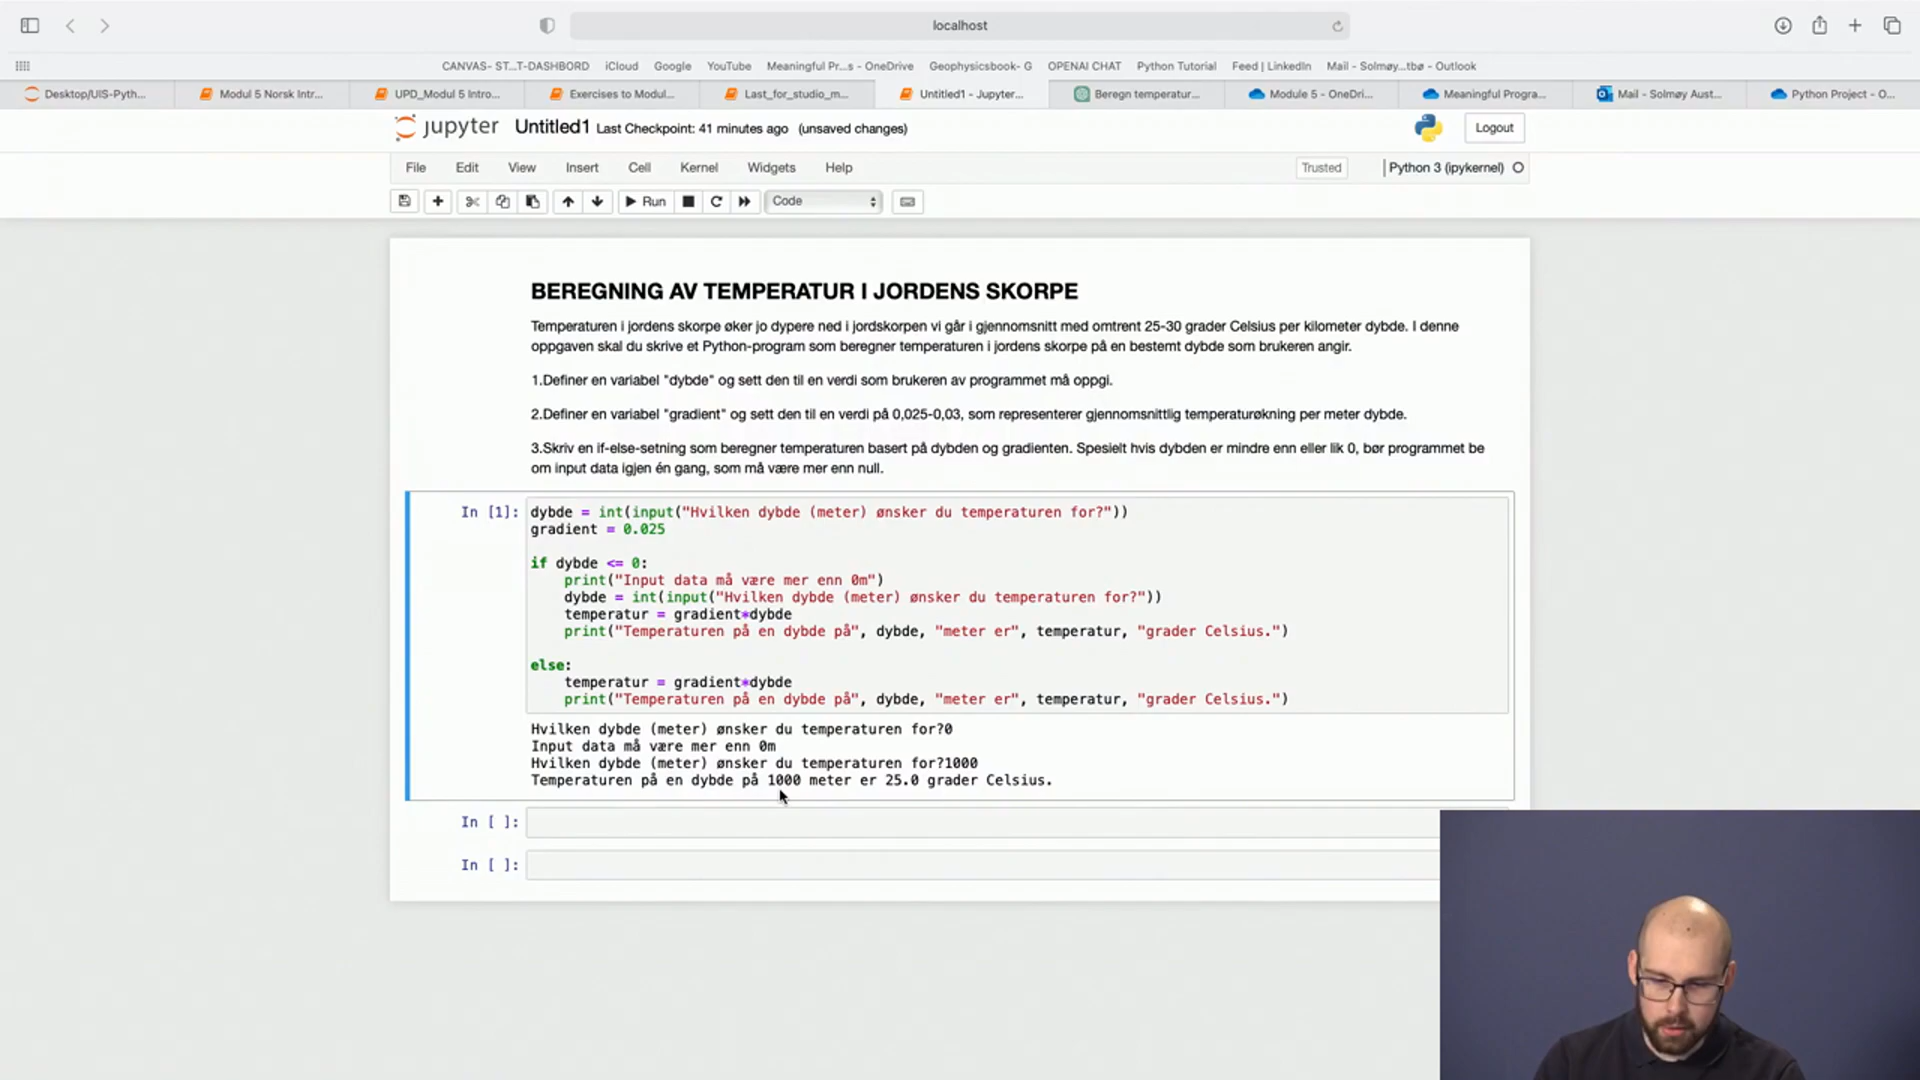 localhost
CANVAS- ST...T-DASHBORD iCloud Google YouTube Meaningful Pr...s - OneDrive Geophysicsbook- G OPENAI CHAT Python Tutorial Feed | LinkedIn Mail - Solmøy...tbø - Outlook
Desktop/UIS-Pyth... Modul 5 Norsk Intr... UPD_Modul 5 Intro... Exercises to Modul... Last_for_studio_m... Untitled1 - Jupyter... Beregn temperatur... Module 5 - OneDri... Meaningful Progra... Mail - Solmøy Aust... Python Project - O...
jupyter Untitled1 Last Checkpoint: 41 minutes ago (unsaved changes) Logout
File Edit View Insert Cell Kernel Widgets Help Trusted Python 3 (ipykernel)
Run Code
BEREGNING AV TEMPERATUR I JORDENS SKORPE
Temperaturen i jordens skorpe øker jo dypere ned i jordskorpen vi går i gjennomsnitt med omtrent 25-30 grader Celsius per kilometer dybde. I denne
oppgaven skal du skrive et Python-program som beregner temperaturen i jordens skorpe på en bestemt dybde som brukeren angir.
1.Definer en variabel "dybde" og sett den til en verdi som brukeren av programmet må oppgi.
2.Definer en variabel "gradient" og sett den til en verdi på 0,025-0,03, som representerer gjennomsnittlig temperaturøkning per meter dybde.
3.Skriv en if-else-setning som beregner temperaturen basert på dybden og gradienten. Spesielt hvis dybden er mindre enn eller lik 0, bør programmet be
om input data igjen én gang, som må være mer enn null.
In [1]: dybde = int(input("Hvilken dybde (meter) ønsker du temperaturen for?"))
gradient = 0.025
if dybde <= 0:
print("Input data må være mer enn 0m")
dybde = int(input("Hvilken dybde (meter) ønsker du temperaturen for?"))
temperatur = gradient*dybde
print("Temperaturen på en dybde på", dybde, "meter er", temperatur, "grader Celsius.")
else:
temperatur = gradient*dybde
print("Temperaturen på en dybde på", dybde, "meter er", temperatur, "grader Celsius.")
Hvilken dybde (meter) ønsker du temperaturen for?0
Input data må være mer enn 0m
Hvilken dybde (meter) ønsker du temperaturen for?1000
Temperaturen på en dybde på 1000 meter er 25.0 grader Celsius.
In [ ]:
In [ ]: